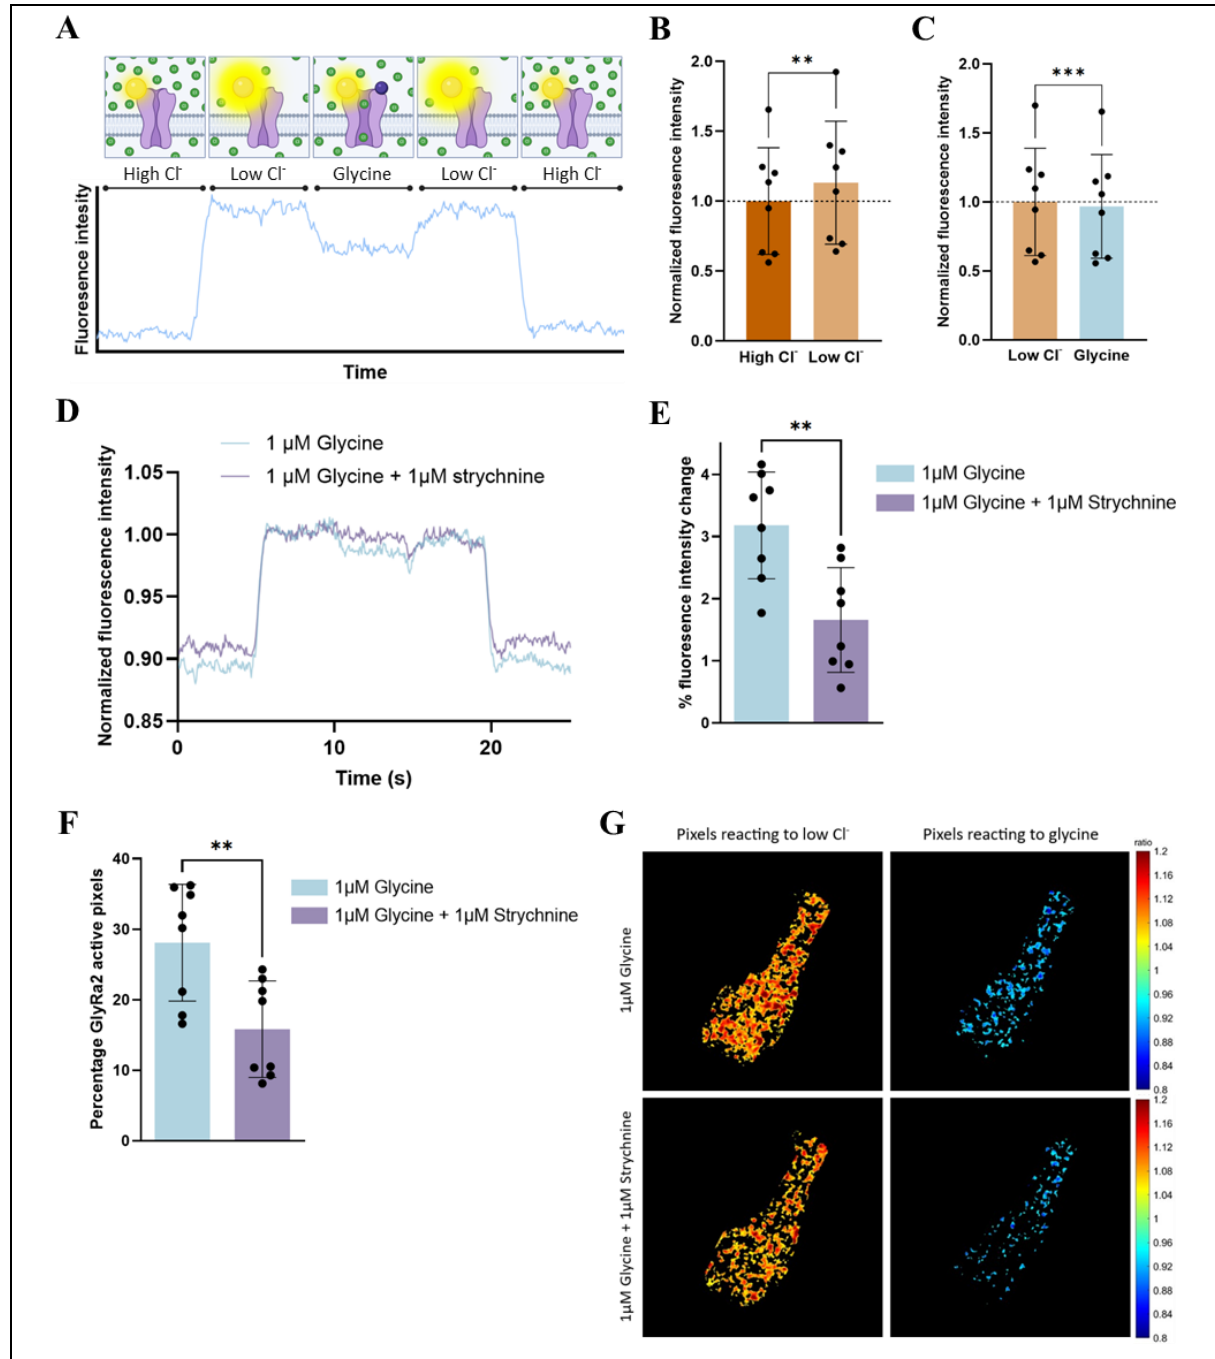 A
High Cl⁻ Low Cl⁻ Glycine Low Cl⁻ High Cl⁻
Fluoresence intesity
Time
B
**
Normalized fluoresence intensity
2.0
1.5
1.0
0.5
0.0
High Cl⁻ Low Cl⁻
C
***
Normalized fluorescence intensity
2.0
1.5
1.0
0.5
0.0
Low Cl⁻ Glycine
D
1 µM Glycine
1 µM Glycine + 1µM strychnine
Normalized fluorescence intensity
1.05
1.00
0.95
0.90
0.85
0 10 20
Time (s)
E
**
1µM Glycine
1µM Glycine + 1µM Strychnine
% fluoresence intensity change
4
3
2
1
0
F
**
1µM Glycine
1µM Glycine + 1µM Strychnine
Percentage GlyRa2 active pixels
40
30
20
10
0
G
Pixels reacting to low Cl⁻ Pixels reacting to glycine
ratio
1µM Glycine
1.2
1.16
1.12
1.08
1.04
1
0.96
0.92
0.88
0.84
0.8
1µM Glycine + 1µM Strychnine
1.2
1.16
1.12
1.08
1.04
1
0.96
0.92
0.88
0.84
0.8